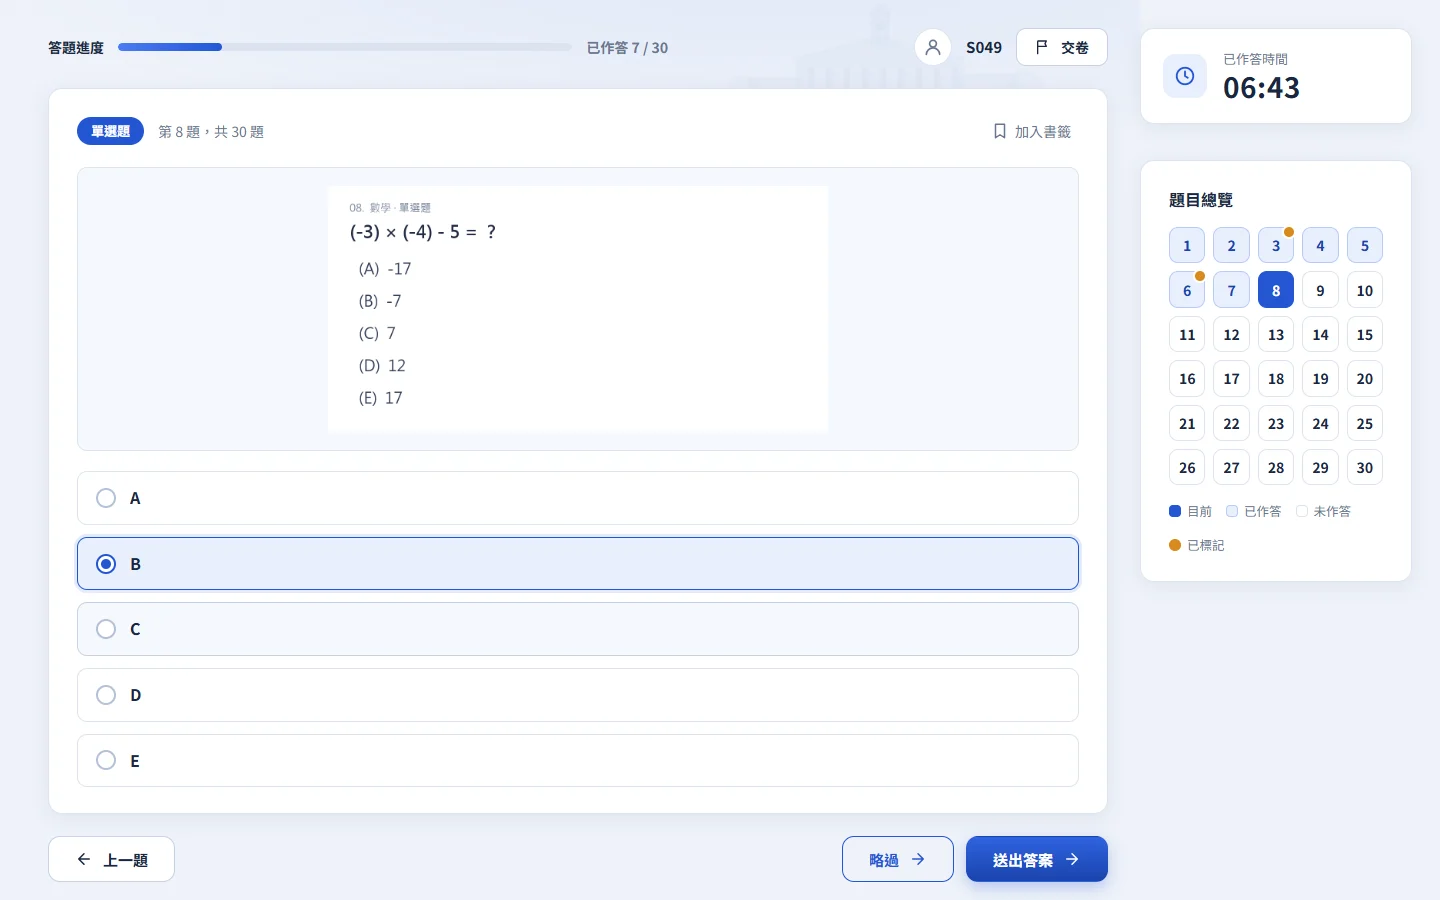 答題進度
已作答 7 / 30
S049
交卷
單選題
第 8 題，共 30 題
加入書籤
08. 數學 · 單選題
(-3) × (-4) - 5 = ?
(A) -17
(B) -7
(C) 7
(D) 12
(E) 17
A
B
C
D
E
上一題
略過
送出答案
已作答時間
06:43
題目總覽
1 2 3 4 5
6 7 8 9 10
11 12 13 14 15
16 17 18 19 20
21 22 23 24 25
26 27 28 29 30
目前 已作答 未作答
已標記